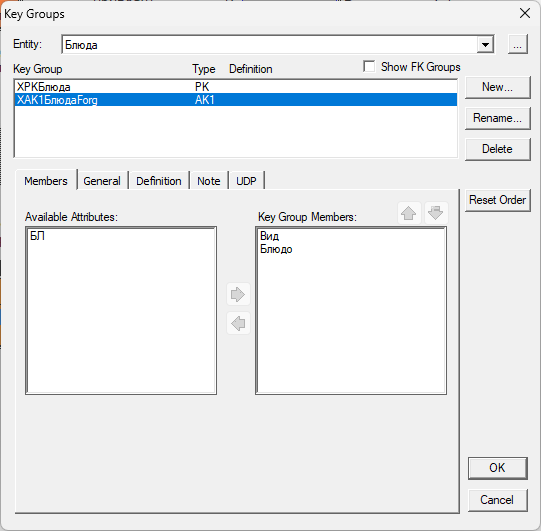 Key Groups
Entity: Блюда ...
Key Group Type Definition Show FK Groups
XPKБлюда PK
XAK1БлюдаForg AK1
New...
Rename...
Delete
Members General Definition Note UDP
Reset Order
Available Attributes: Key Group Members:
БЛ Вид
Блюдо
OK
Cancel